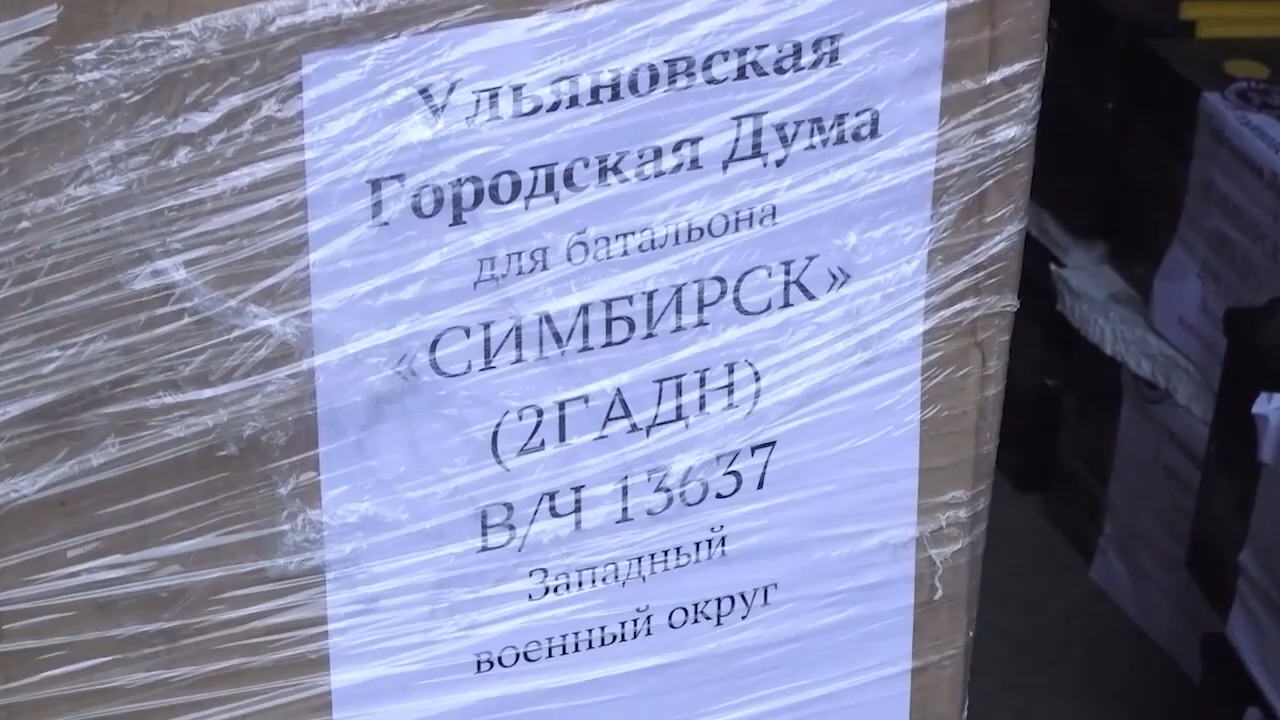 Ульяновская
Городская Дума
для батальона
«СИМБИРСК»
(2ГАДН)
В/Ч 13637
Западный
военный округ